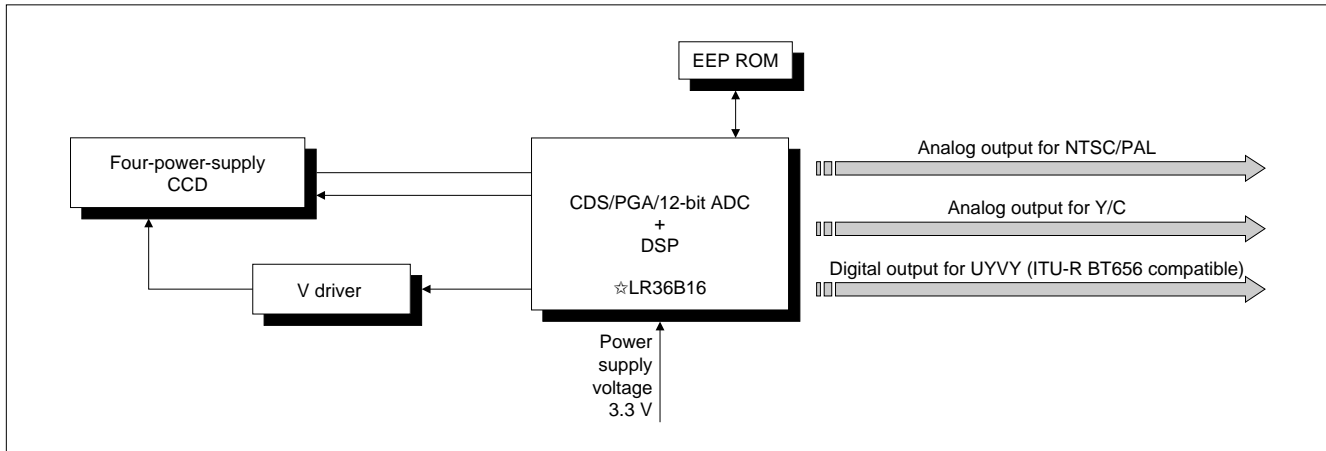 EEP ROM
Four-power-supply
CCD
V driver
CDS/PGA/12-bit ADC
+
DSP
☆LR36B16
Power
supply
voltage
3.3 V
Analog output for NTSC/PAL
Analog output for Y/C
Digital output for UYVY (ITU-R BT656 compatible)